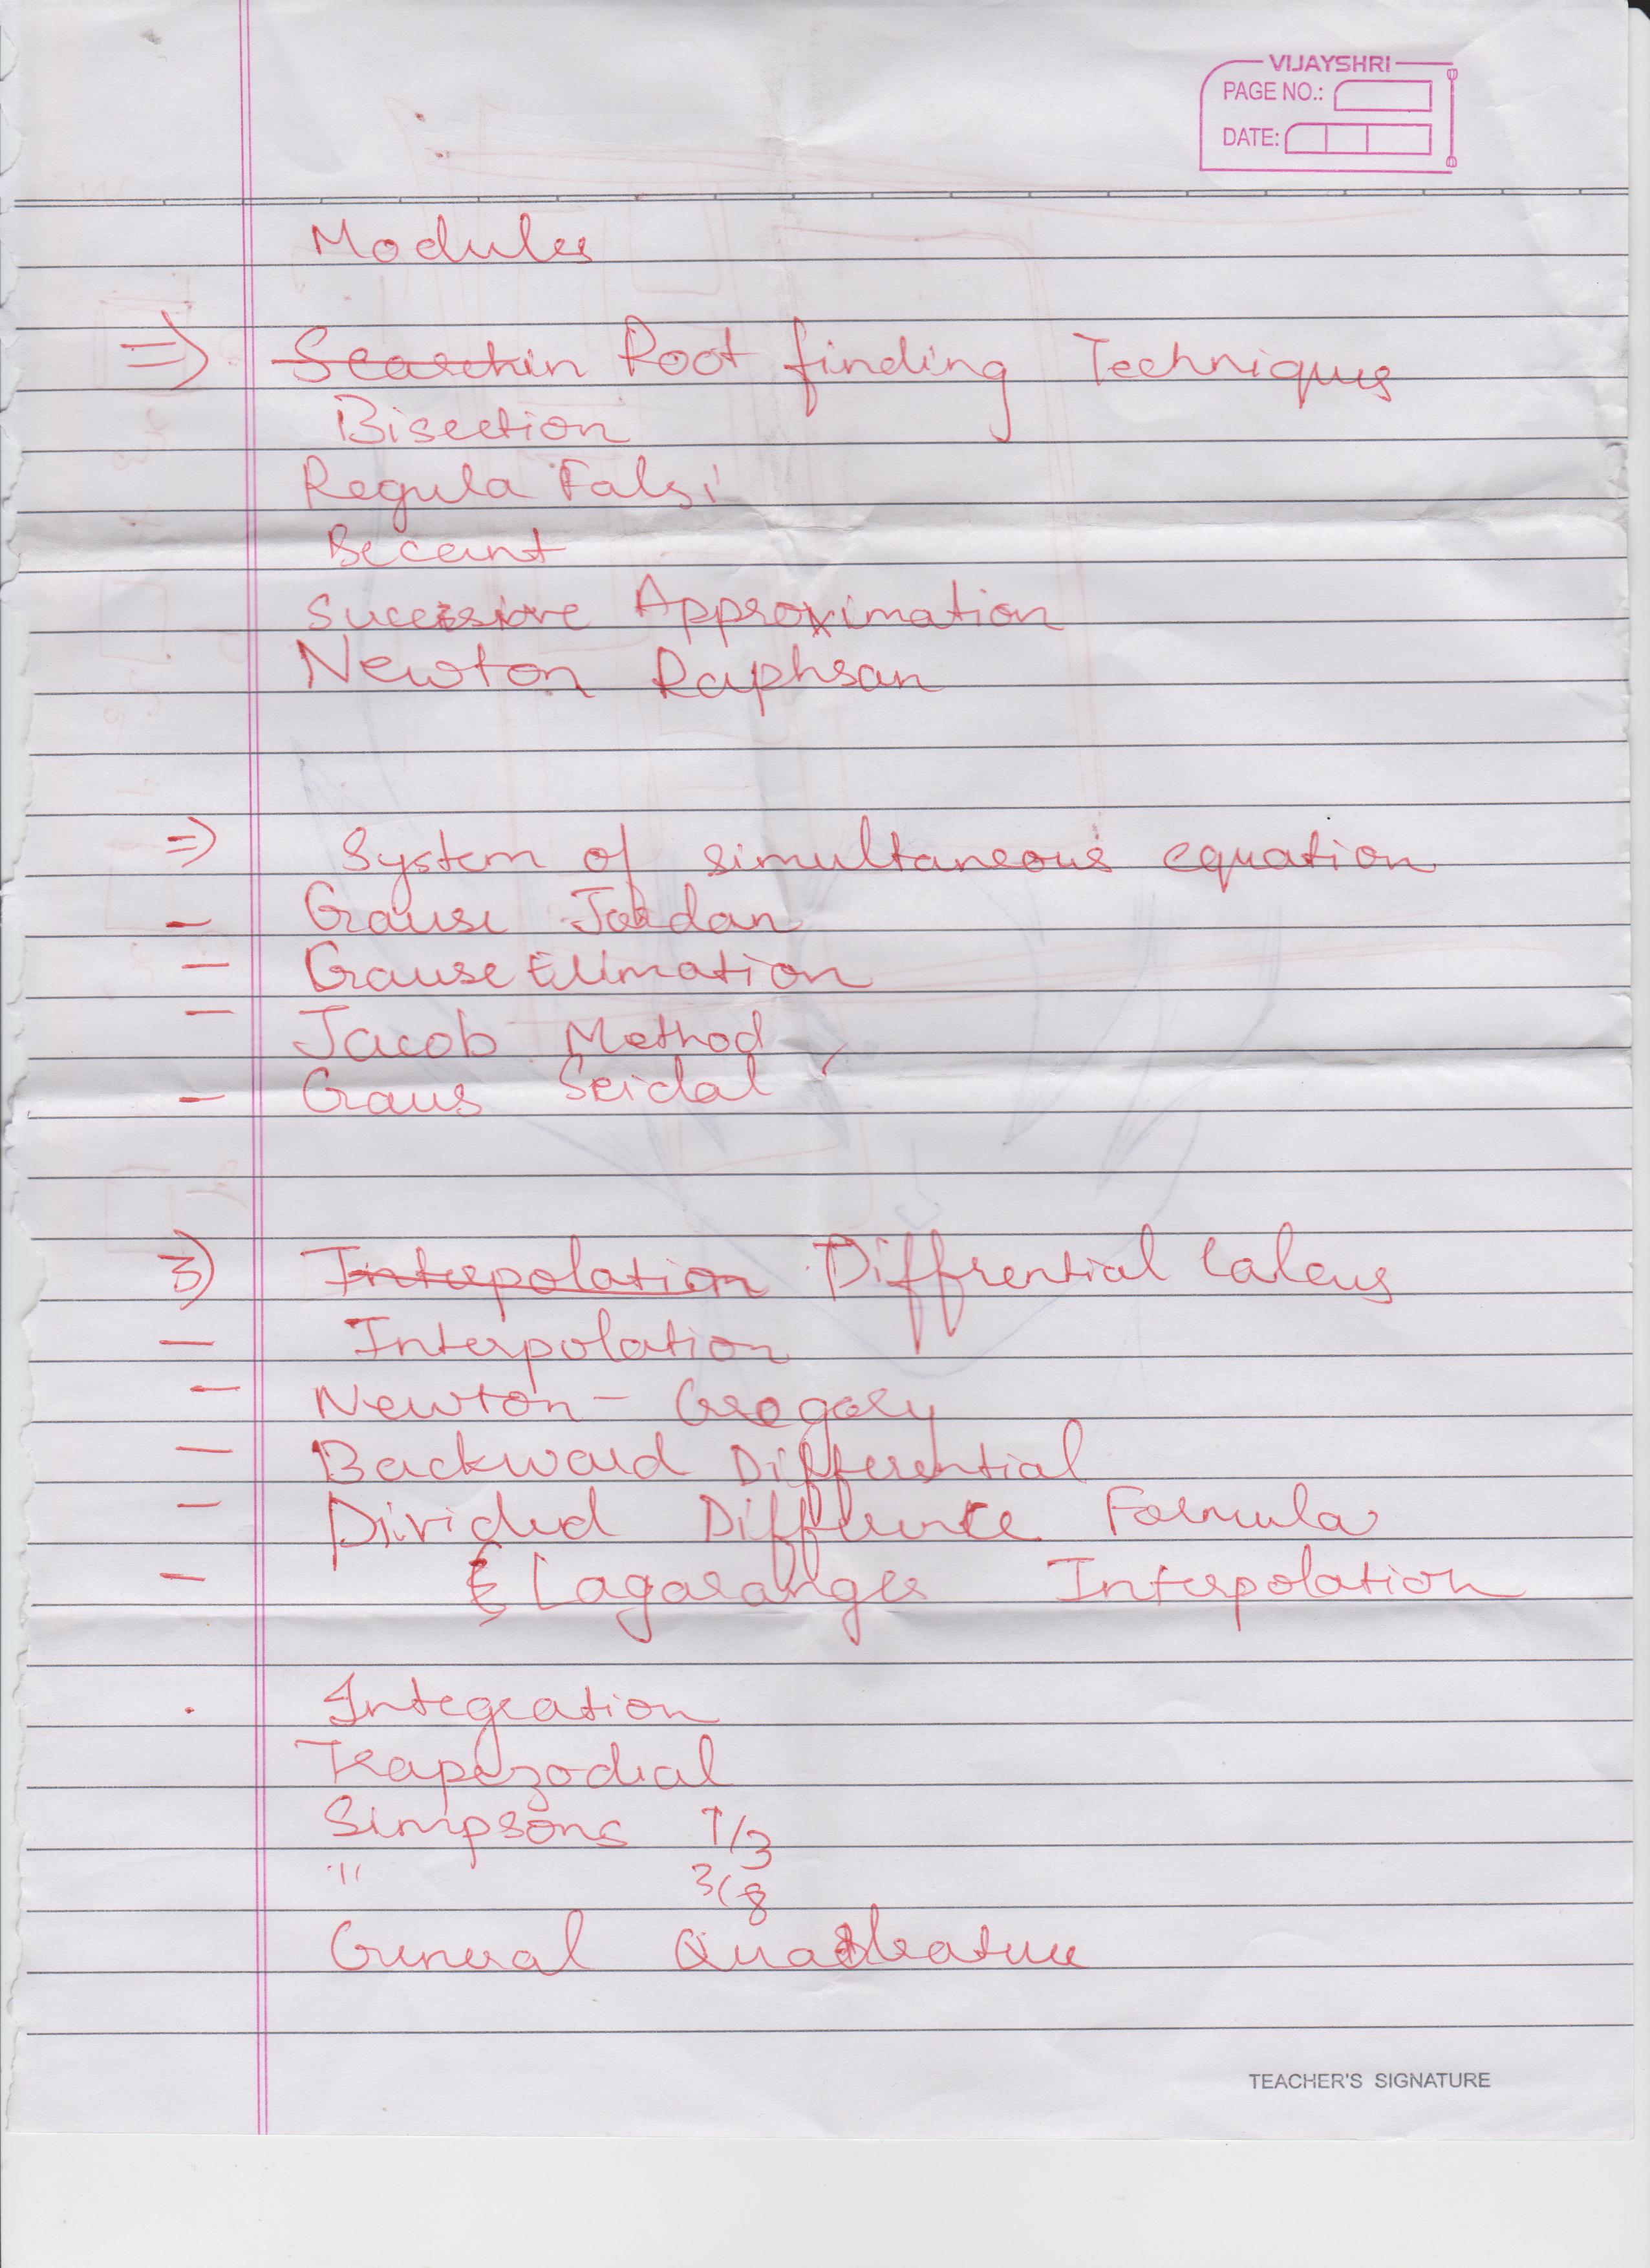 VIJAYSHRI
PAGE NO.:
DATE:
Modules
=> Searchin Root finding Techniques
Bisection
Regula Falsi
Secant
Sucessive Approximation
Newton Raphsan
=> System of simultaneous equation
- Gause Jordan
- Gause Elimation
- Jacob Method
- Gaus Seidal
3) Interpolation Diffrential Calcus
- Interpolation
- Newton - Gregory
- Backward Differential
- Divided Difference Formula
- & Lagaranges Interpolation
. Integration
Trapezodial
Simpsons 1/3
" 3/8
General Quadrature
TEACHER'S SIGNATURE